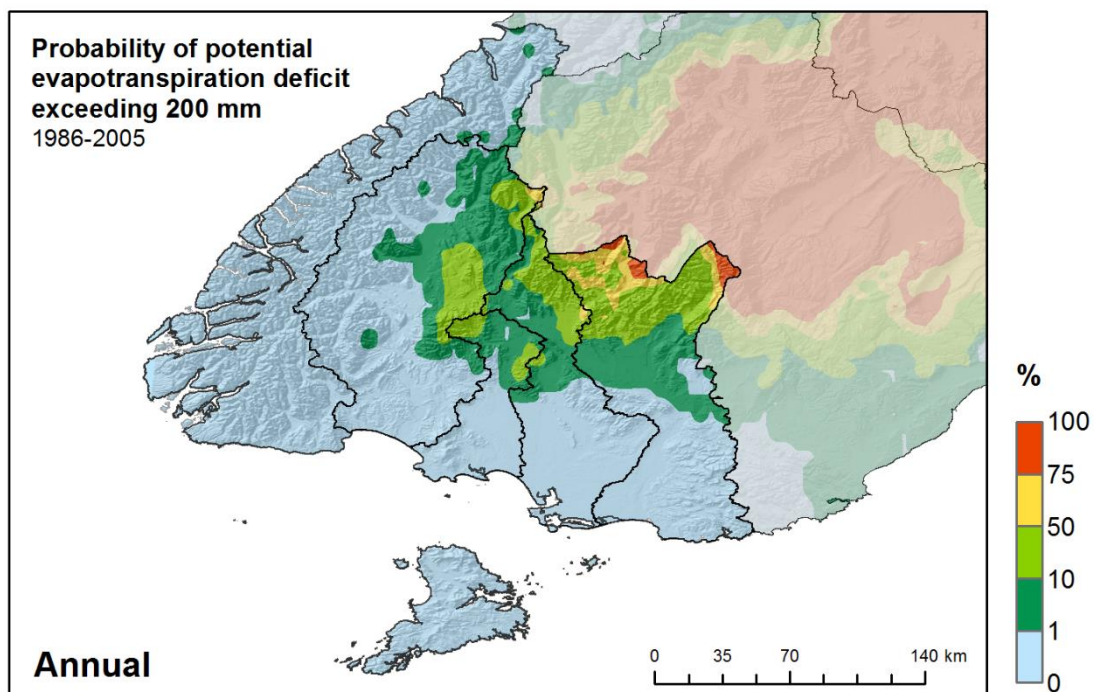 Probability of potential
evapotranspiration deficit
exceeding 200 mm
1986-2005
%
100
75
50
10
1
0
Annual
0 35 70 140 km